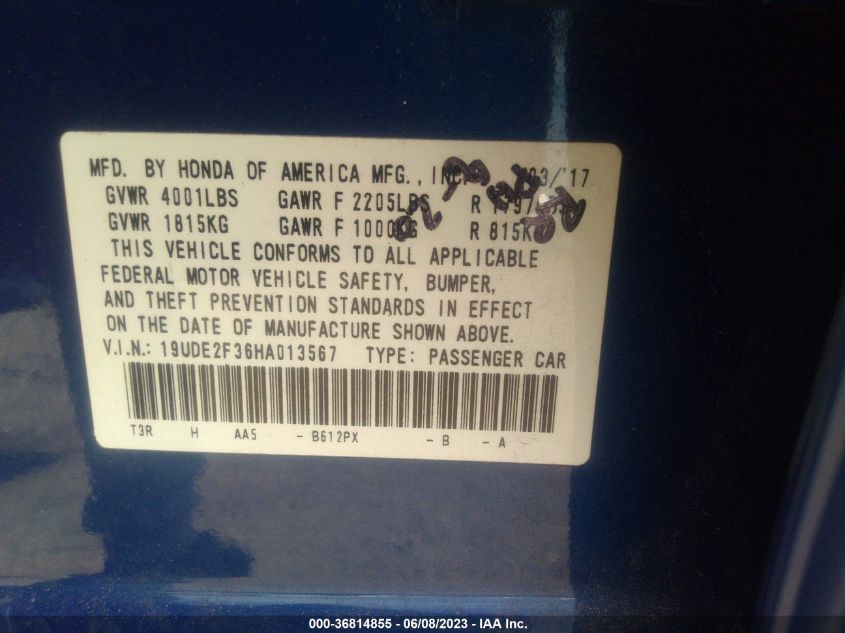 MFD. BY HONDA OF AMERICA MFG., INC. 03/'17
GVWR 4001LBS GAWR F 2205LBS R
GVWR 1815KG GAWR F 1000KG R 815KG
THIS VEHICLE CONFORMS TO ALL APPLICABLE
FEDERAL MOTOR VEHICLE SAFETY, BUMPER,
AND THEFT PREVENTION STANDARDS IN EFFECT
ON THE DATE OF MANUFACTURE SHOWN ABOVE.
V.I.N.: 19UDE2F36HA013567 TYPE: PASSENGER CAR
T3R H AA5 - B612PX - B - A
000-36814855 - 06/08/2023 - IAA Inc.